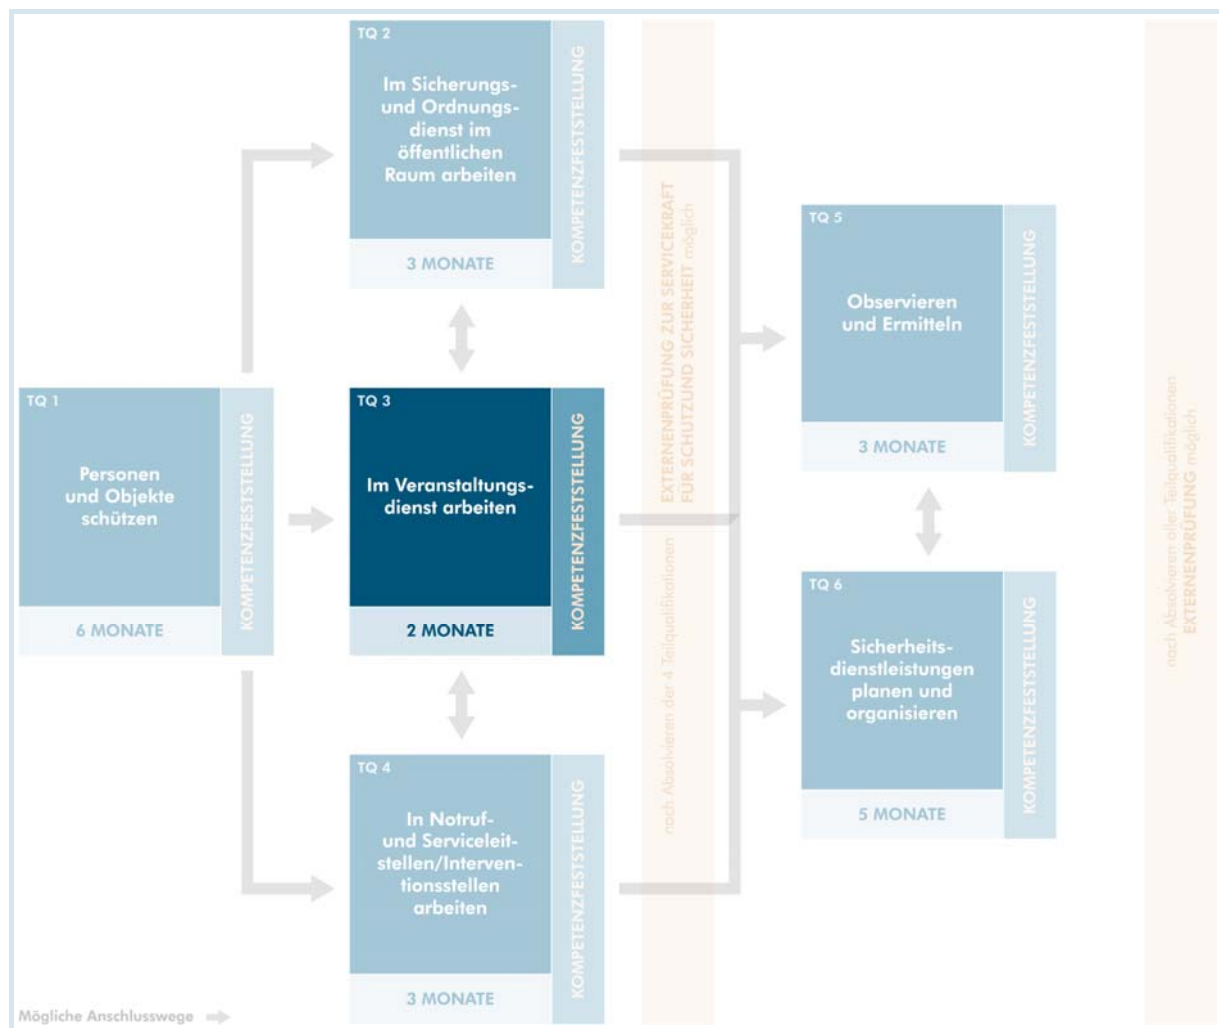 TQ 1
Personen
und Objekte
schützen
6 MONATE
KOMPETENZFESTSTELLUNG
TQ 2
Im Sicherungs-
und Ordnungs-
dienst im
öffentlichen
Raum arbeiten
3 MONATE
KOMPETENZFESTSTELLUNG
TQ 3
Im Veranstaltungs-
dienst arbeiten
2 MONATE
KOMPETENZFESTSTELLUNG
TQ 4
In Notruf-
und Serviceleit-
stellen/Interven-
tionsstellen
arbeiten
3 MONATE
KOMPETENZFESTSTELLUNG
nach Absolvieren der 4 Teilqualifikationen
EXTERNENPRÜFUNG ZUR SERVICEKRAFT
FÜR SCHUTZUND SICHERHEIT möglich
TQ 5
Observieren
und Ermitteln
3 MONATE
KOMPETENZFESTSTELLUNG
TQ 6
Sicherheits-
dienstleistungen
planen und
organisieren
5 MONATE
KOMPETENZFESTSTELLUNG
nach Absolvieren aller Teilqualifikationen
EXTERNENPRÜFUNG möglich
Mögliche Anschlusswege